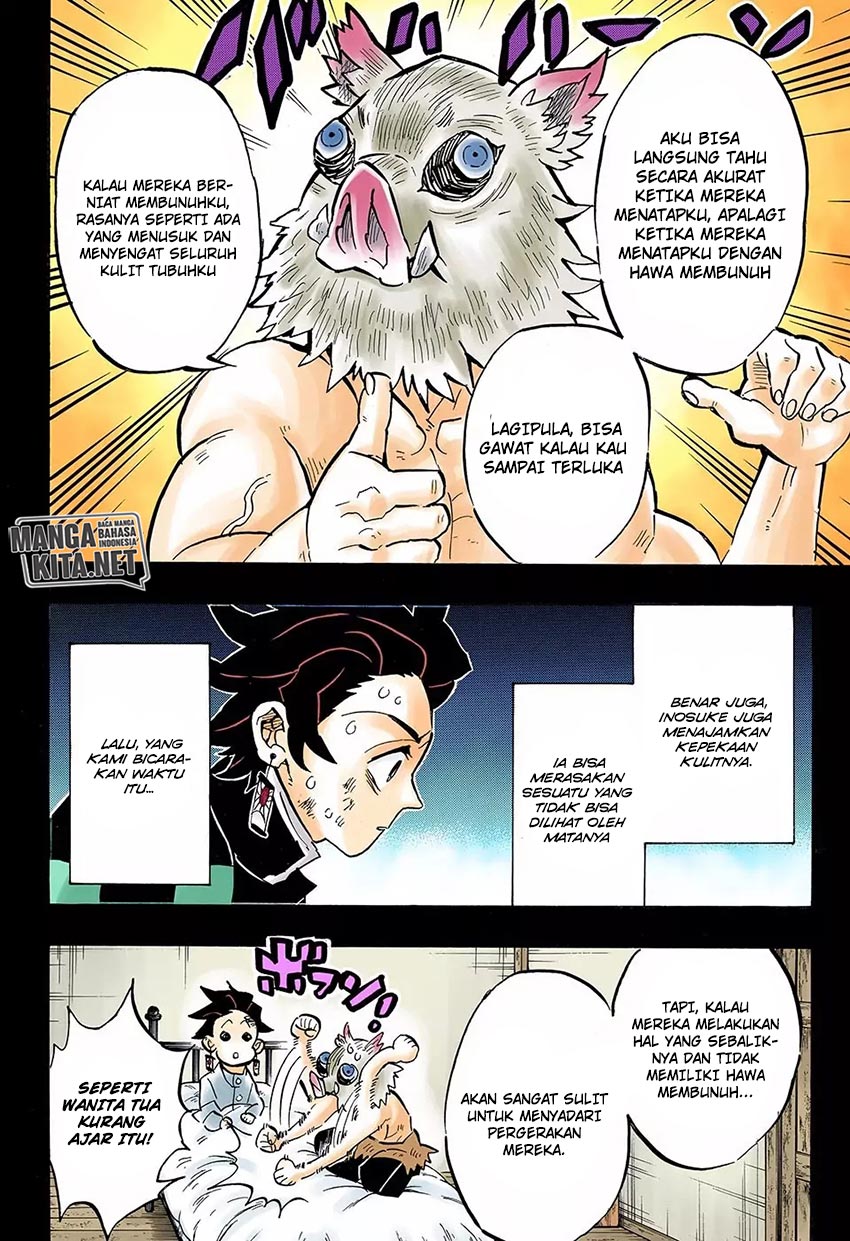 AKU BISA
LANGSUNG TAHU
SECARA AKURAT
KETIKA MEREKA
MENATAPKU, APALAGI
KETIKA MEREKA
MENATAPKU DENGAN
HAWA MEMBUNUH
KALAU MEREKA BER-
NIAT MEMBUNUHKU,
RASANYA SEPERTI ADA
YANG MENUSUK DAN
MENYENGAT SELURUH
KULIT TUBUHKU
LAGIPULA, BISA
GAWAT KALAU KAU
SAMPAI TERLUKA
MANGA
KITA.NET
BACA MANGA
BAHASA
INDONESIA
BENAR JUGA,
INOSUKE JUGA
MENAJAMKAN
KEPEKAAN
KULITNYA.
IA BISA
MERASAKAN
SESUATU YANG
TIDAK BISA
DILIHAT OLEH
MATANYA
LALU, YANG
KAMI BICARA-
KAN WAKTU
ITU...
TAPI, KALAU
MEREKA MELAKUKAN
HAL YANG SEBALIK-
NYA DAN TIDAK
MEMILIKI HAWA
MEMBUNUH...
AKAN SANGAT SULIT
UNTUK MENYADARI
PERGERAKAN
MEREKA.
ボフン!
SEPERTI
WANITA TUA
KURANG
AJAR ITU!